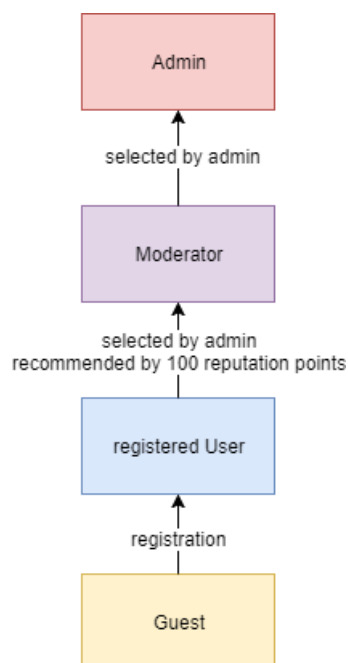 Admin
selected by admin
Moderator
selected by admin
recommended by 100 reputation points
registered User
registration
Guest